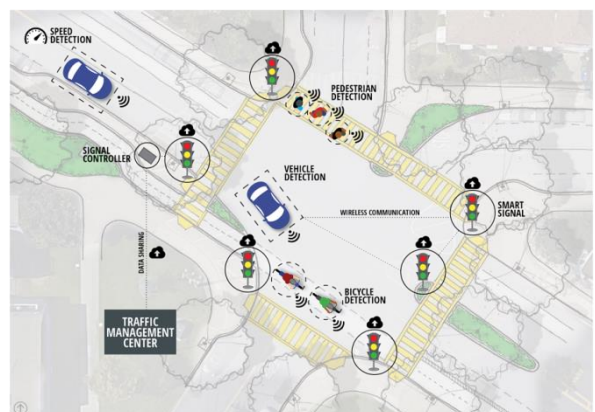 SPEED
DETECTION
PEDESTRIAN
DETECTION
SIGNAL
CONTROLLER
VEHICLE
DETECTION
WIRELESS COMMUNICATION
SMART
SIGNAL
DATA SHARING
BICYCLE
DETECTION
TRAFFIC
MANAGEMENT
CENTER